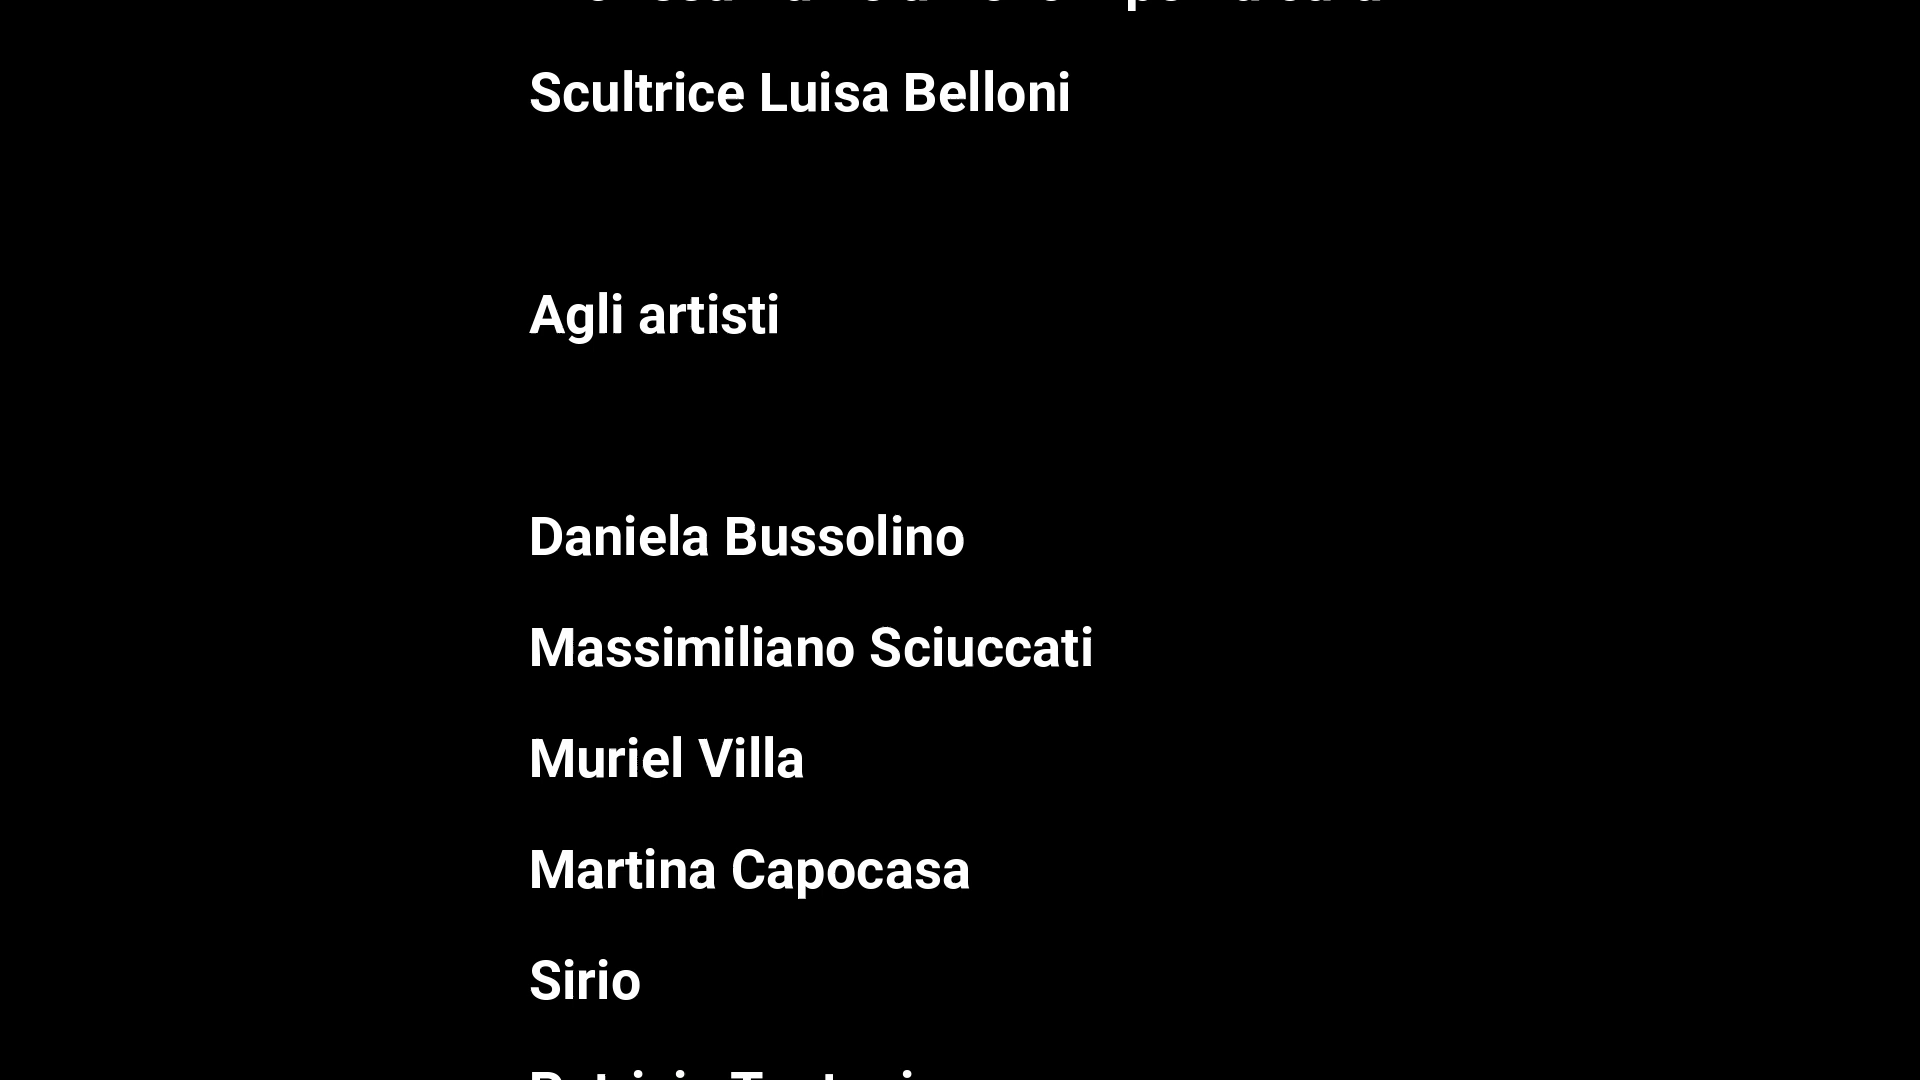 Scultrice Luisa Belloni
Agli artisti
Daniela Bussolino
Massimiliano Sciuccati
Muriel Villa
Martina Capocasa
Sirio